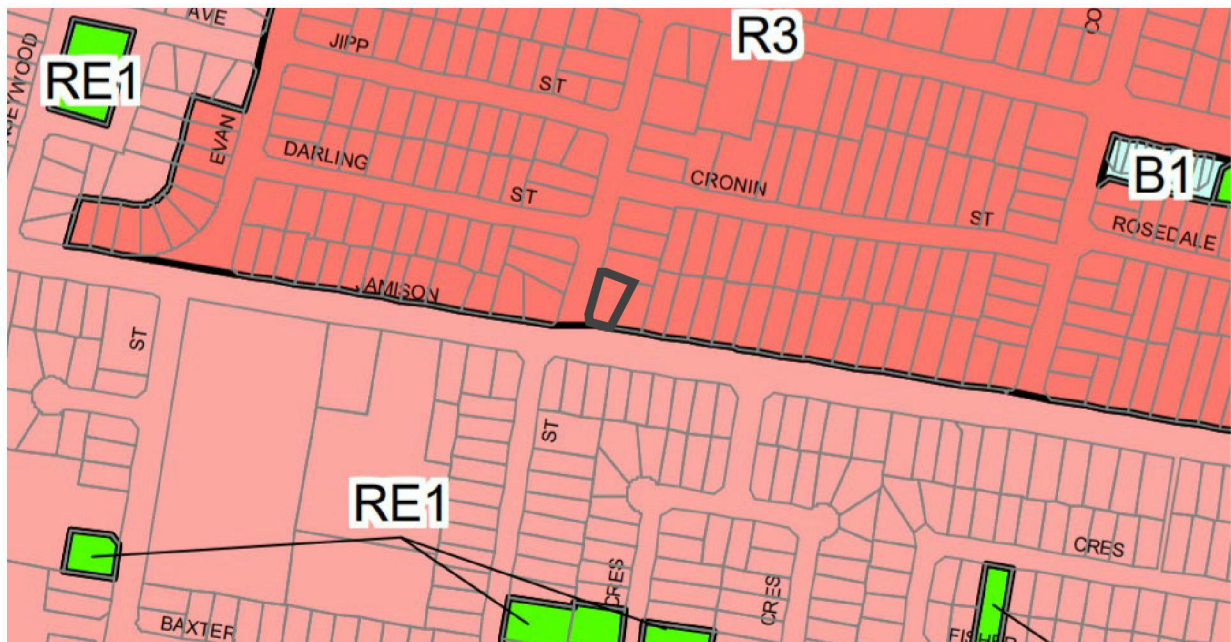 AVE
R3
JIPP
ST
RE1
EVAN
DARLING
ST
CRONIN
ST
B1
ROSEDALE
AMISON
ST
ST
RE1
CRES
CRES
CRES
BAXTER